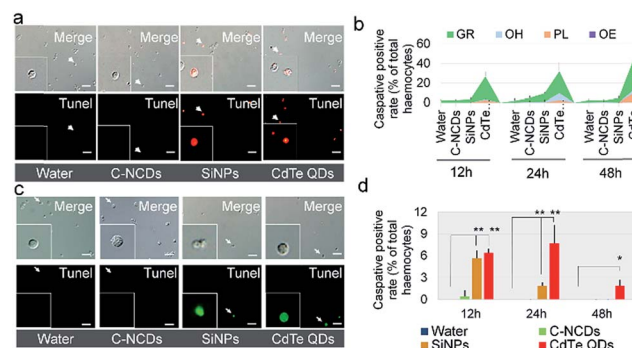 a
Merge Merge Merge Merge
Tunel Tunel Tunel Tunel
Water C-NCDs SiNPs CdTe QDs
c
Merge Merge Merge Merge
Tunel Tunel Tunel Tunel
Water C-NCDs SiNPs CdTe QDs
b
GR OH PL OE
Caspative positive
rate (% of total
haemocytes)
60
40
20
0
Water C-NCDs SiNPs CdTe. Water C-NCDs SiNPs CdTe. Water C-NCDs SiNPs CdTe
12h 24h 48h
d
Caspative positive
rate (% of total
haemocytes)
12
9
6
3
0
** ** ** ** *
12h 24h 48h
Water C-NCDs
SiNPs CdTe QDs